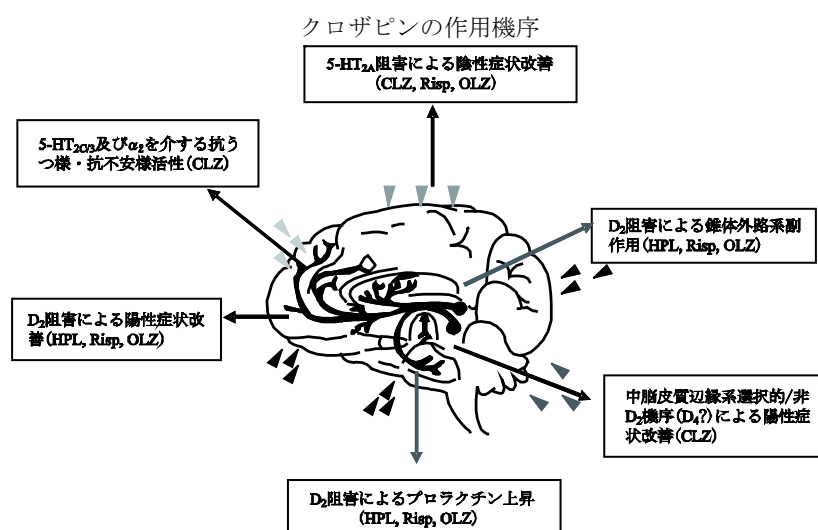 クロザピンの作用機序
5-HT2A阻害による陰性症状改善
(CLZ, Risp, OLZ)
5-HT2C/3及びα2を介する抗う
つ様・抗不安様活性(CLZ)
D2阻害による錐体外路系副
作用(HPL, Risp, OLZ)
D2阻害による陽性症状改
善(HPL, Risp, OLZ)
中脳皮質辺縁系選択的/非
D2機序(D4?)による陽性症
状改善(CLZ)
D2阻害によるプロラクチン上昇
(HPL, Risp, OLZ)